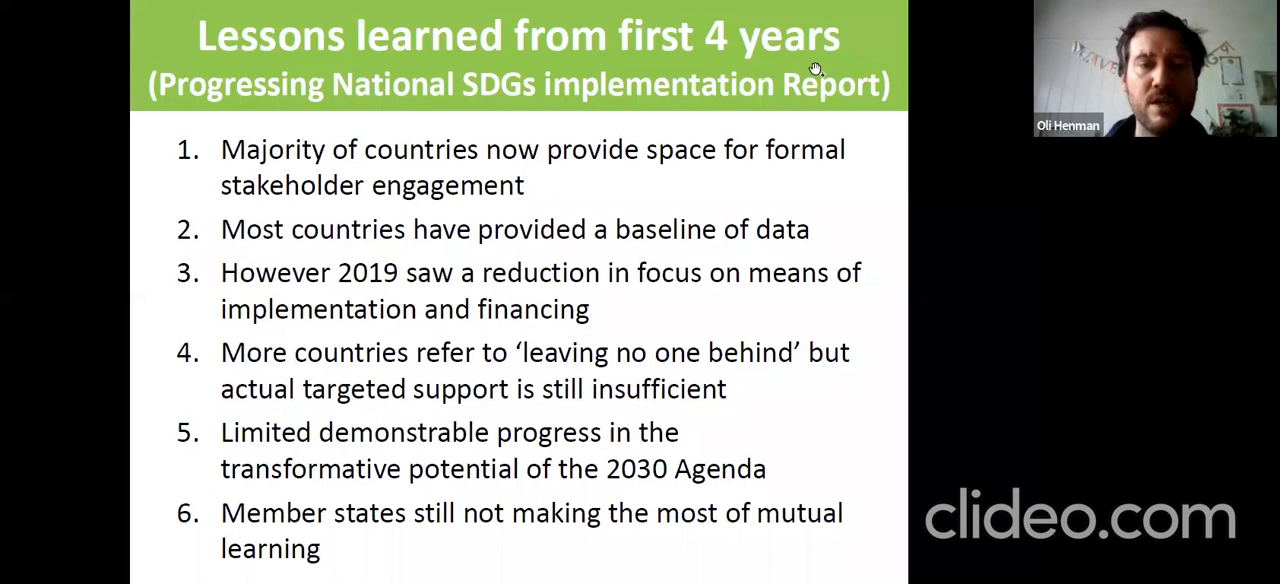 Lessons learned from first 4 years
(Progressing National SDGs implementation Report)
1. Majority of countries now provide space for formal
stakeholder engagement
2. Most countries have provided a baseline of data
3. However 2019 saw a reduction in focus on means of
implementation and financing
4. More countries refer to ‘leaving no one behind’ but
actual targeted support is still insufficient
5. Limited demonstrable progress in the
transformative potential of the 2030 Agenda
6. Member states still not making the most of mutual
learning
Oli Henman
clideo.com